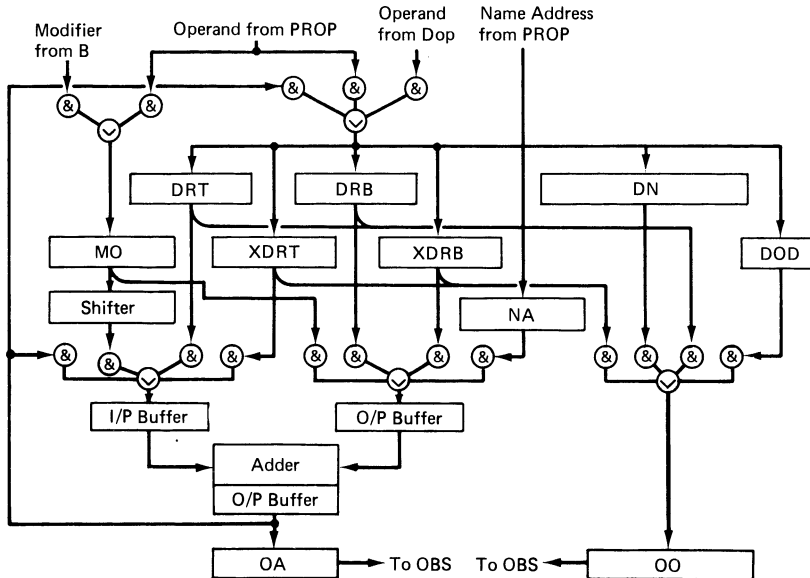 Modifier
from B
Operand from PROP
Operand
from Dop
Name Address
from PROP
& & & & &
DRT DRB DN
MO XDRT XDRB DOD
Shifter NA
& & & & & & & & & & & &
I/P Buffer O/P Buffer
Adder
O/P Buffer
OA To OBS To OBS OO